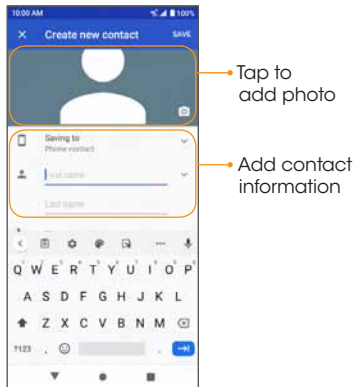 10:00 AM 100%
Create new contact SAVE
Tap to
add photo
Saving to
Phone contact
Add contact
information
First name
Last name
Q W E R T Y U I O P
A S D F G H J K L
Z X C V B N M
?123 , .